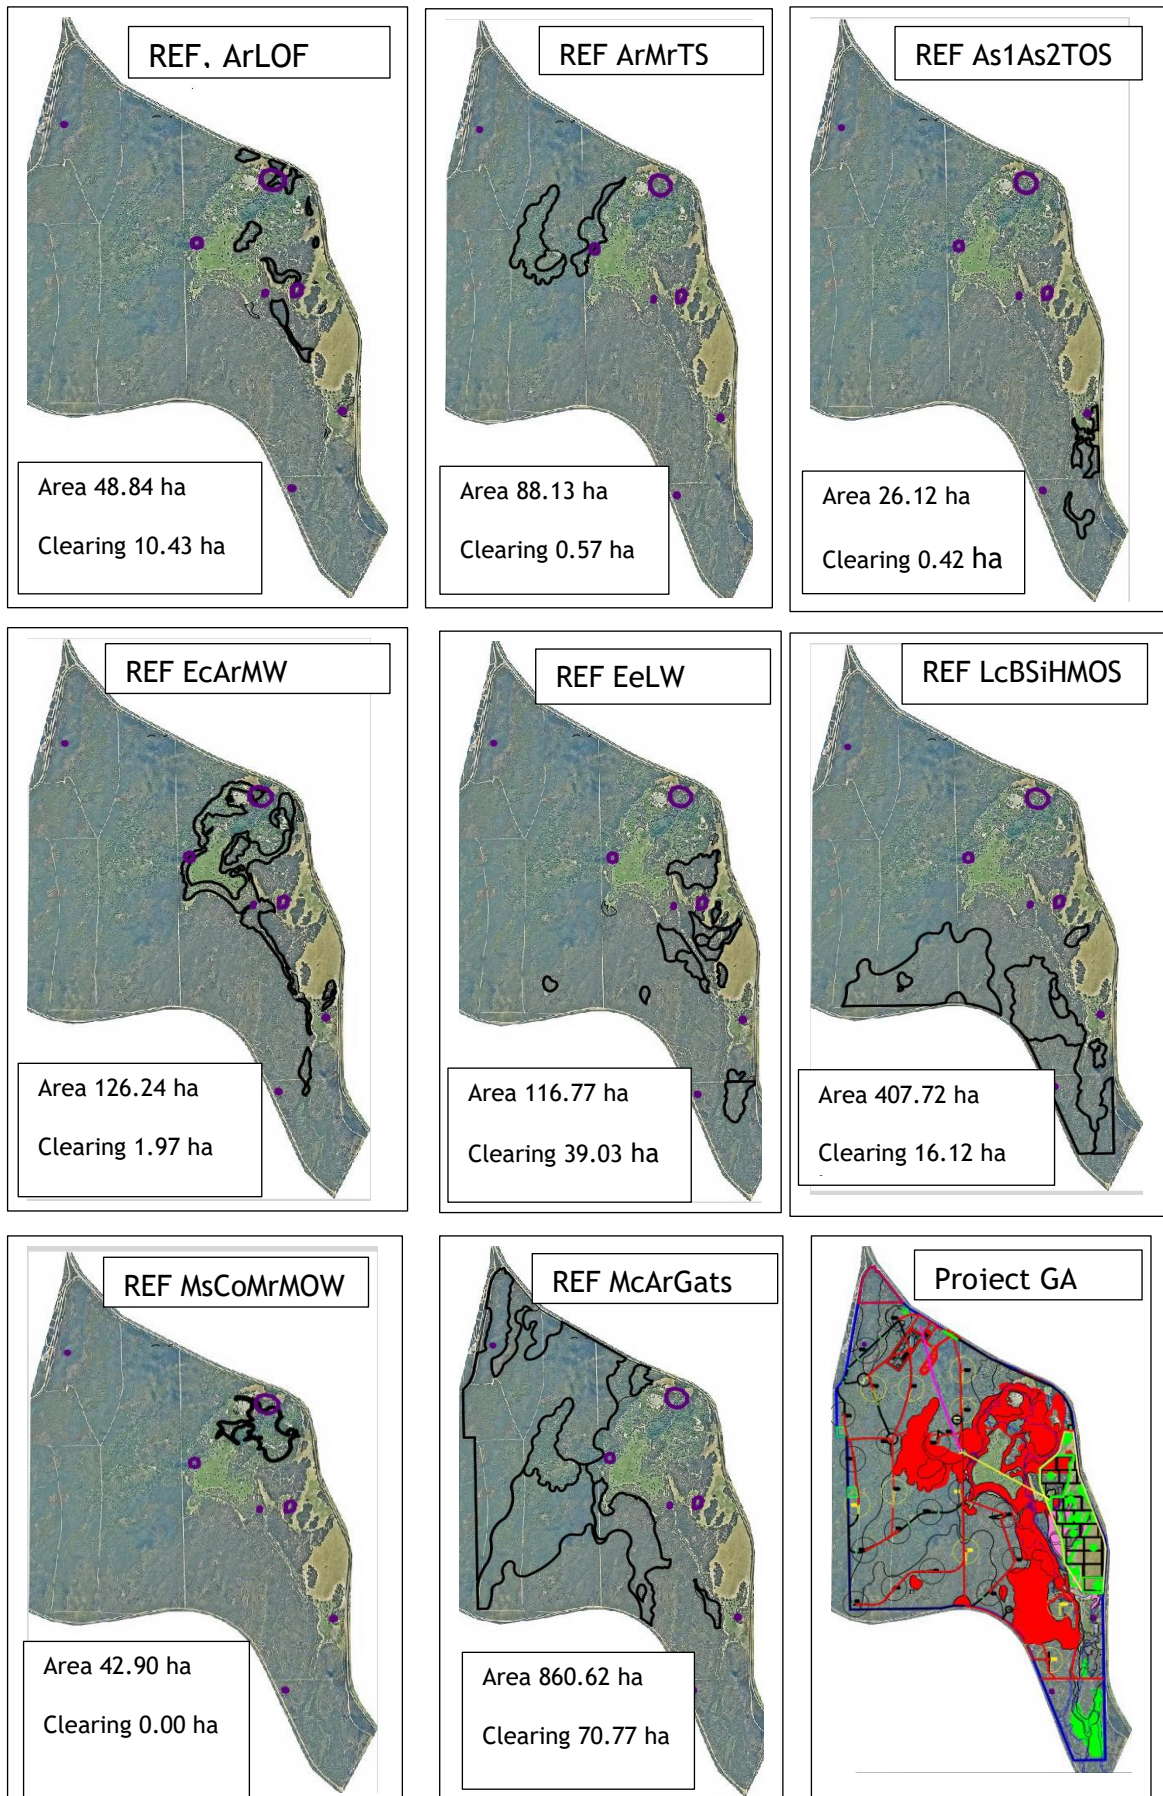 REF. ArLOF
Area 48.84 ha
Clearing 10.43 ha
REF ArMrTS
Area 88.13 ha
Clearing 0.57 ha
REF As1As2TOS
Area 26.12 ha
Clearing 0.42 ha
REF EcArMW
Area 126.24 ha
Clearing 1.97 ha
REF EeLW
Area 116.77 ha
Clearing 39.03 ha
REF LcBSiHMOS
Area 407.72 ha
Clearing 16.12 ha
REF MsCoMrMOW
Area 42.90 ha
Clearing 0.00 ha
REF McArGats
Area 860.62 ha
Clearing 70.77 ha
Project GA